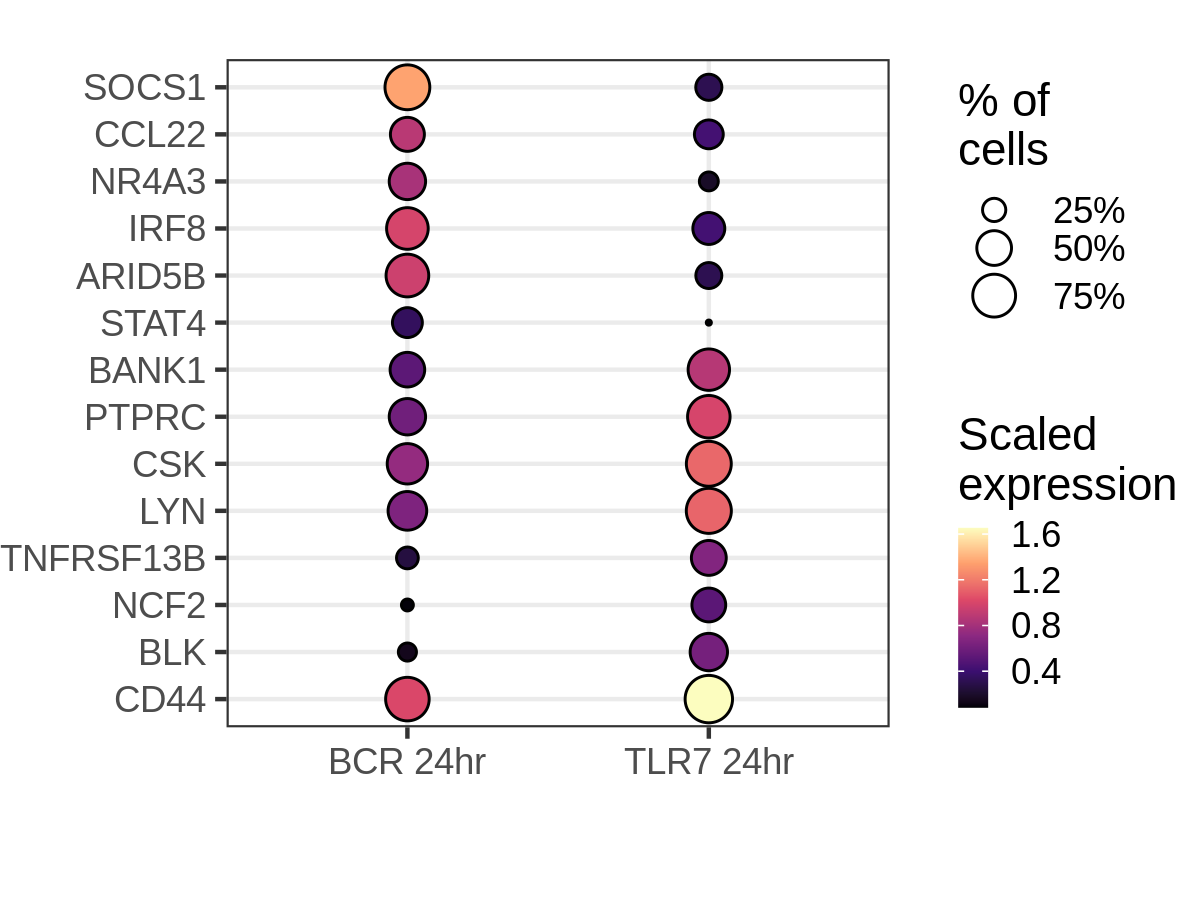 SOCS1
CCL22
NR4A3
IRF8
ARID5B
STAT4
BANK1
PTPRC
CSK
LYN
TNFRSF13B
NCF2
BLK
CD44
BCR 24hr
TLR7 24hr
% of
cells
25%
50%
75%
Scaled
expression
1.6
1.2
0.8
0.4